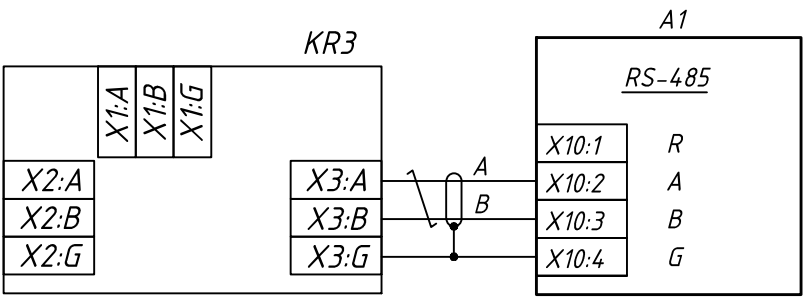 A1
KR3
RS-485
X1:A
X1:B
X1:G
X10:1 R
X2:A X3:A A X10:2 A
X2:B X3:B B X10:3 B
X2:G X3:G X10:4 G